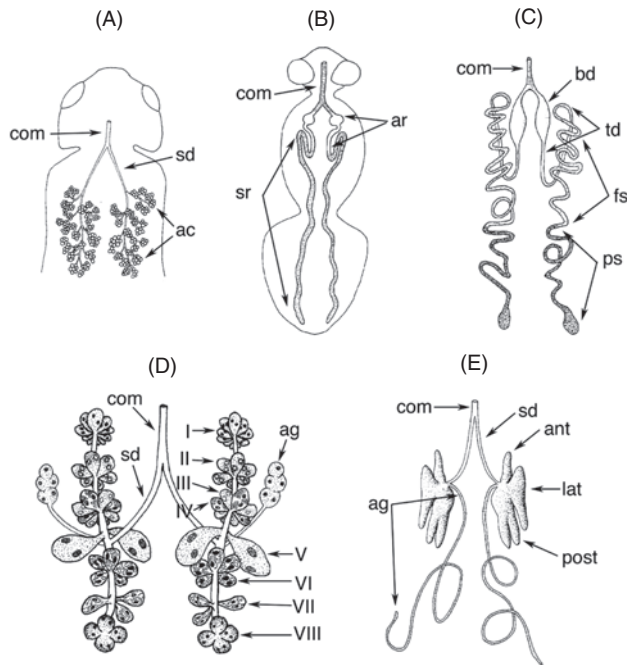 (A)
com
sd
ac
(B)
com
ar
sr
(C)
com
bd
td
fs
ps
(D)
com
sd
I
II
III
IV
ag
V
VI
VII
VIII
(E)
com
sd
ant
lat
ag
post